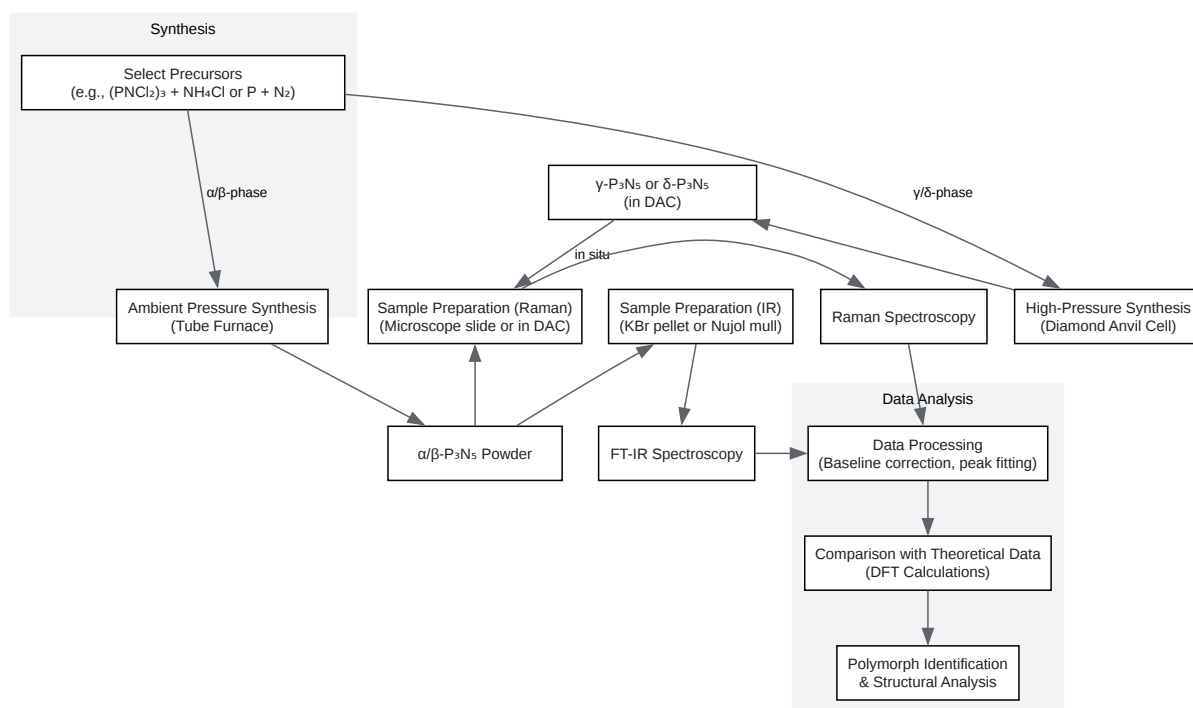 Synthesis
Select Precursors
(e.g., (PNCl₂)₃ + NH₄Cl or P + N₂)
α/β-phase
γ-P₃N₅ or δ-P₃N₅
(in DAC)
γ/δ-phase
in situ
Ambient Pressure Synthesis
(Tube Furnace)
Sample Preparation (Raman)
(Microscope slide or in DAC)
Sample Preparation (IR)
(KBr pellet or Nujol mull)
Raman Spectroscopy
High-Pressure Synthesis
(Diamond Anvil Cell)
Data Analysis
α/β-P₃N₅ Powder
FT-IR Spectroscopy
Data Processing
(Baseline correction, peak fitting)
Comparison with Theoretical Data
(DFT Calculations)
Polymorph Identification
& Structural Analysis